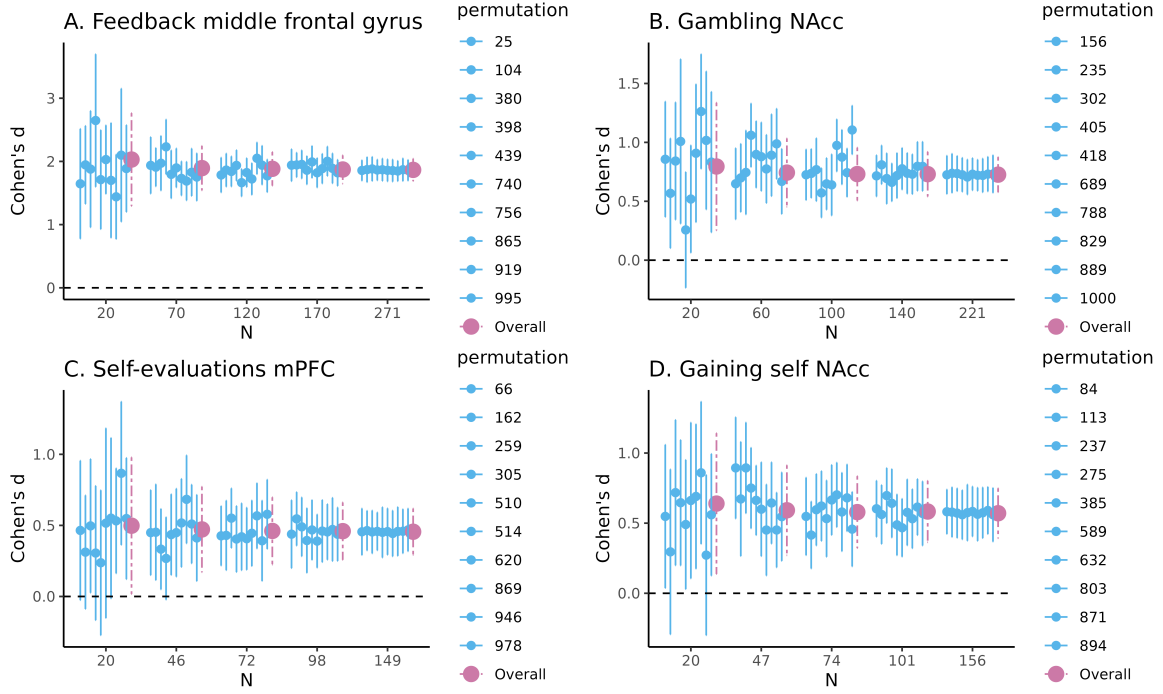 A. Feedback middle frontal gyrus
Cohen's d
3
2
1
0
20 70 120 170 271
N
permutation
25
104
380
398
439
740
756
865
919
995
Overall
B. Gambling NAcc
Cohen's d
1.5
1.0
0.5
0.0
20 60 100 140 221
N
permutation
156
235
302
405
418
689
788
829
889
1000
Overall
C. Self-evaluations mPFC
Cohen's d
1.0
0.5
0.0
20 46 72 98 149
N
permutation
66
162
259
305
510
514
620
869
946
978
Overall
D. Gaining self NAcc
Cohen's d
1.0
0.5
0.0
20 47 74 101 156
N
permutation
84
113
237
275
385
589
632
803
871
894
Overall